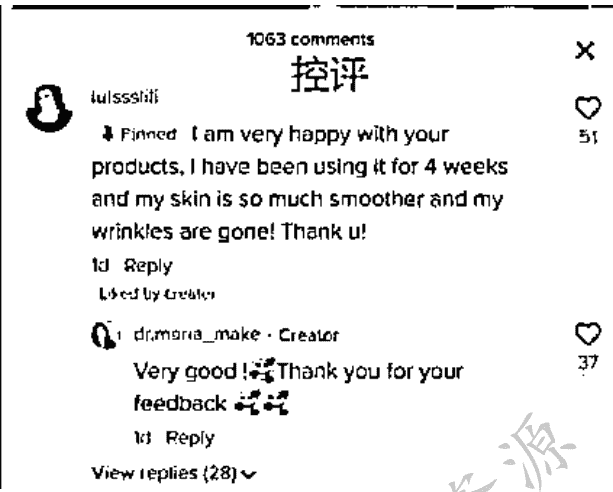 1063 comments
控评
Pinned I am very happy with your
products, I have been using it for 4 weeks
and my skin is so much smoother and my
wrinkles are gone! Thank u!
1d Reply
Liked by creator
51
dr.maria_make · Creator
Very good ! Thank you for your
feedback
1d Reply
37
View replies (28)
源